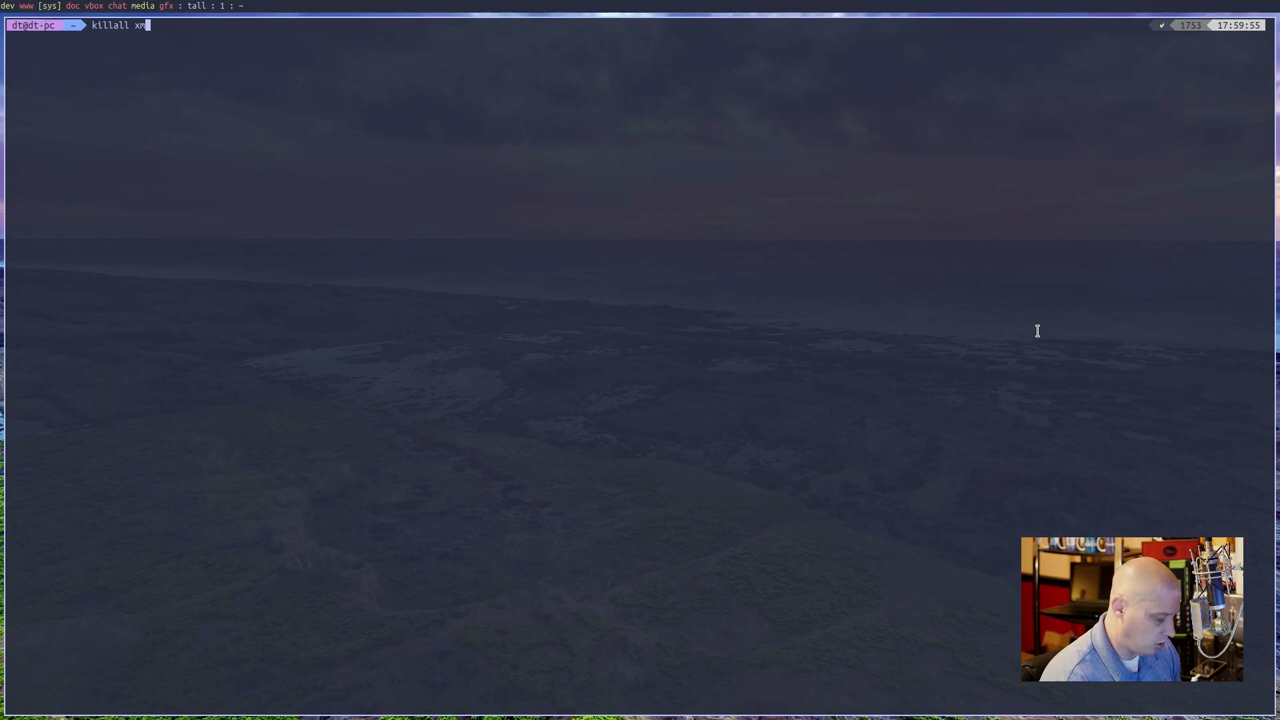 dev www [sys] doc vbox chat media gfx : tall : 1 : ~
dt@dt-pc ~ killall xm 1753 17:59:55